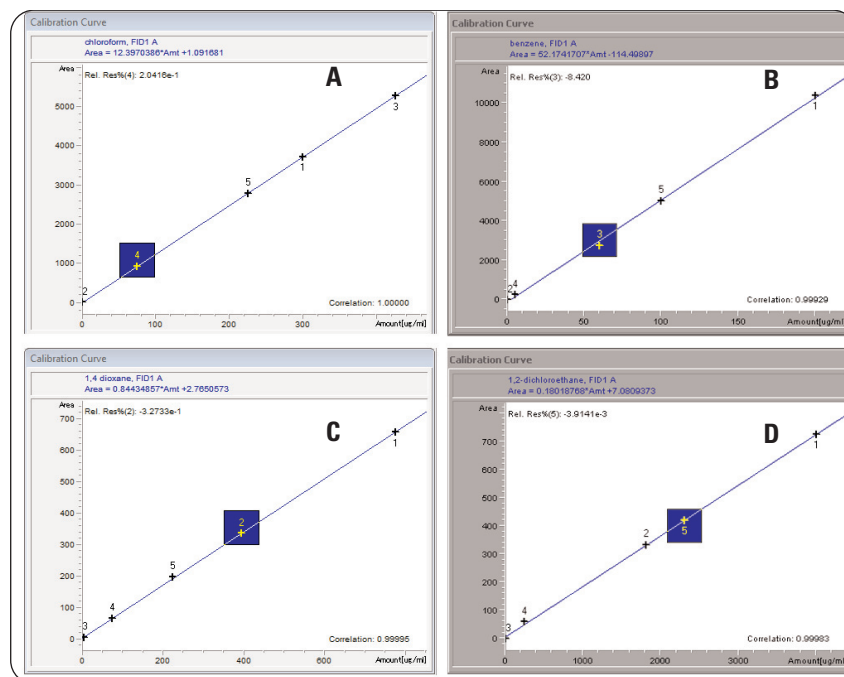 Calibration Curve
chloroform, FID1 A
Area = 12.3970386*Amt +1.091681
Area
Rel. Res%(4): 2.0416e-1
A
5000
4000
3000
2000
1000
0
2
4
5
1
3
Correlation: 1.00000
0 100 200 300 Amount[ug/ml]
Calibration Curve
benzene, FID1 A
Area = 52.1741707*Amt -114.49897
Area
Rel. Res%(3): -8.420
B
10000
8000
6000
4000
2000
0
2
4
3
5
1
Correlation: 0.99929
0 50 100 150 Amount[ug/ml]
Calibration Curve
1,4 dioxane, FID1 A
Area = 0.84434857*Amt +2.7650573
Area
Rel. Res%(2): -3.2733e-1
C
700
600
500
400
300
200
100
0
3
4
5
2
1
Correlation: 0.99995
0 200 400 600 Amount[ug/ml]
Calibration Curve
1,2-dichloroethane, FID1 A
Area = 0.18018768*Amt +7.0809373
Area
Rel. Res%(5): -3.9141e-3
D
700
600
500
400
300
200
100
0
3
4
2
5
1
Correlation: 0.99983
0 1000 2000 3000 Amount[ug/ml]